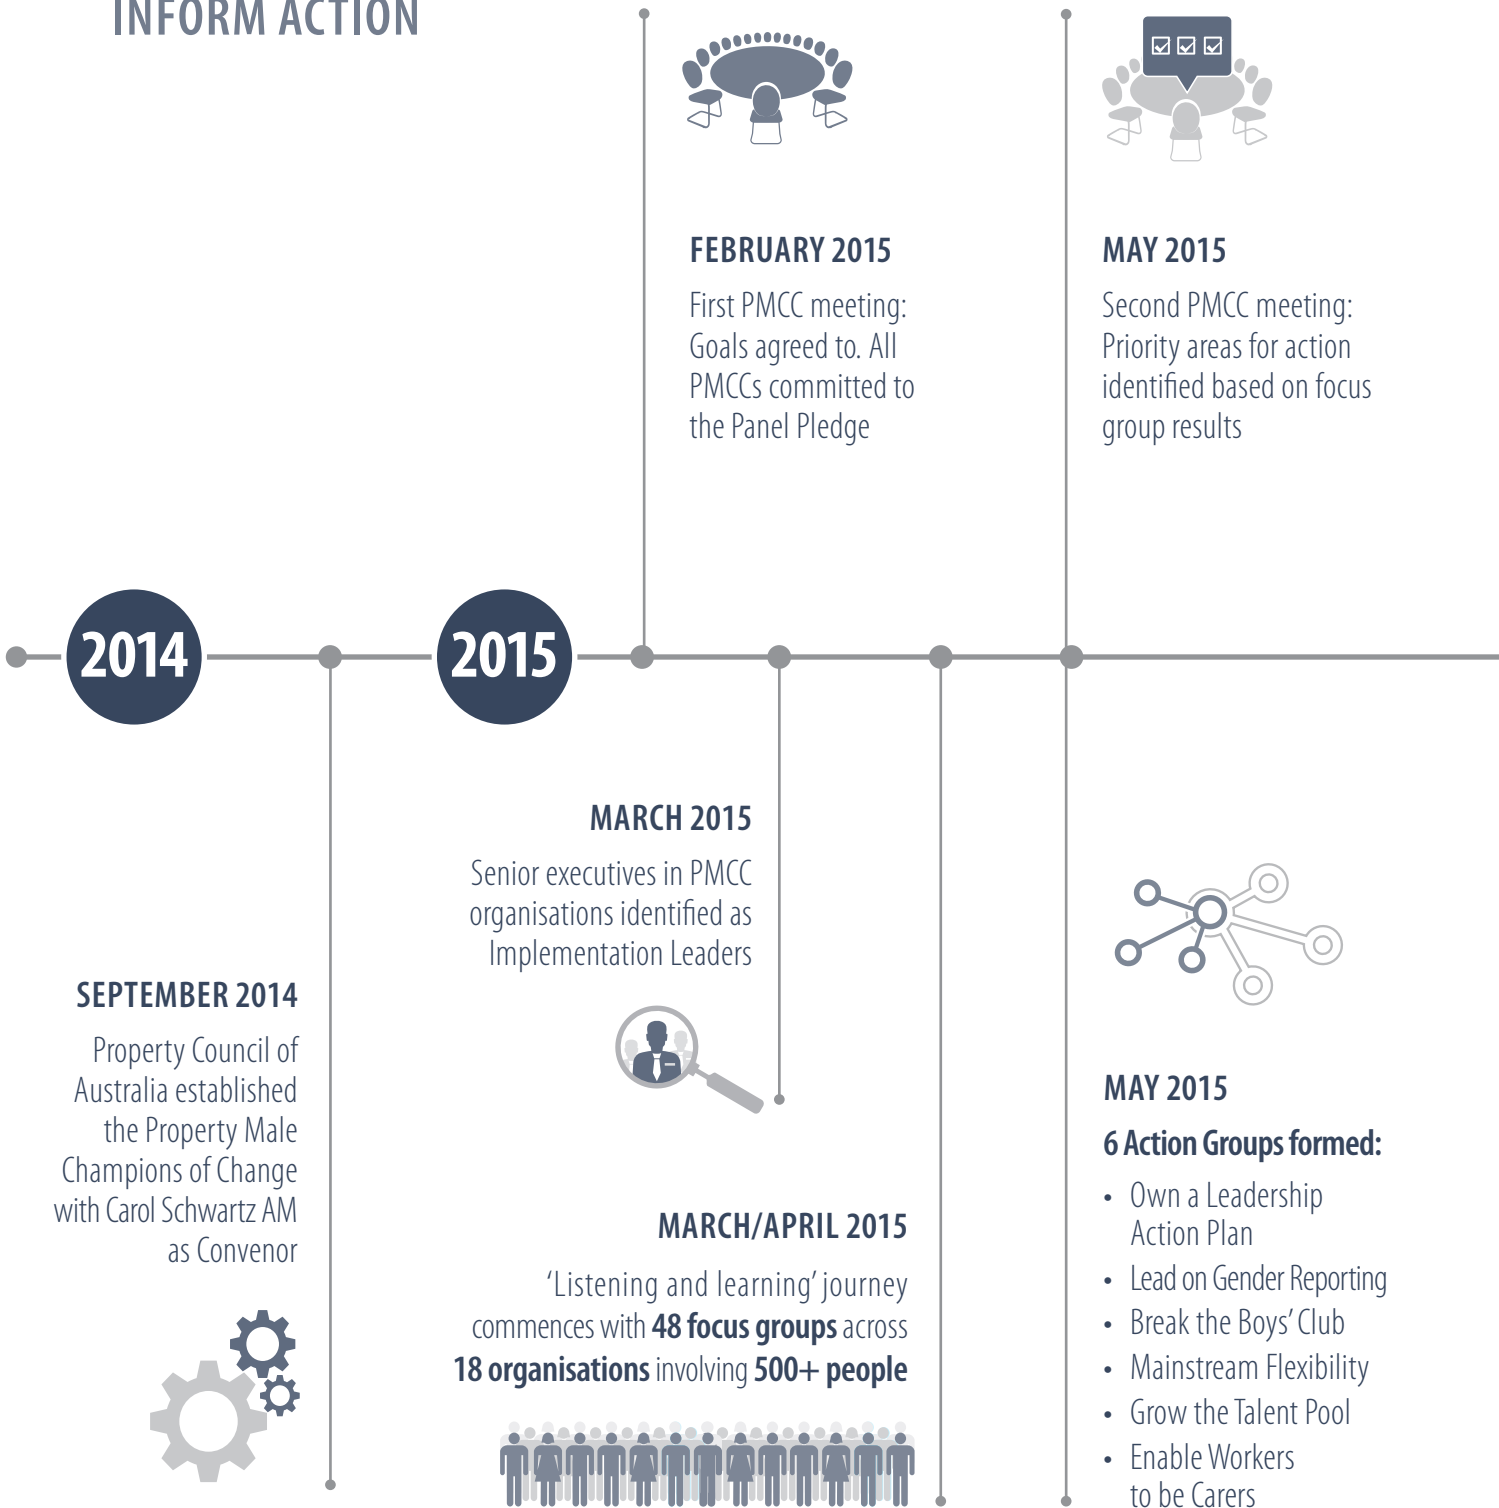 INFORM ACTION
FEBRUARY 2015
First PMCC meeting:
Goals agreed to. All
PMCCs committed to
the Panel Pledge
MAY 2015
Second PMCC meeting:
Priority areas for action
identified based on focus
group results
2014
2015
SEPTEMBER 2014
Property Council of
Australia established
the Property Male
Champions of Change
with Carol Schwartz AM
as Convenor
MARCH 2015
Senior executives in PMCC
organisations identified as
Implementation Leaders
MARCH/APRIL 2015
‘Listening and learning’ journey
commences with 48 focus groups across
18 organisations involving 500+ people
MAY 2015
6 Action Groups formed:
• Own a Leadership
Action Plan
• Lead on Gender Reporting
• Break the Boys’ Club
• Mainstream Flexibility
• Grow the Talent Pool
• Enable Workers
to be Carers